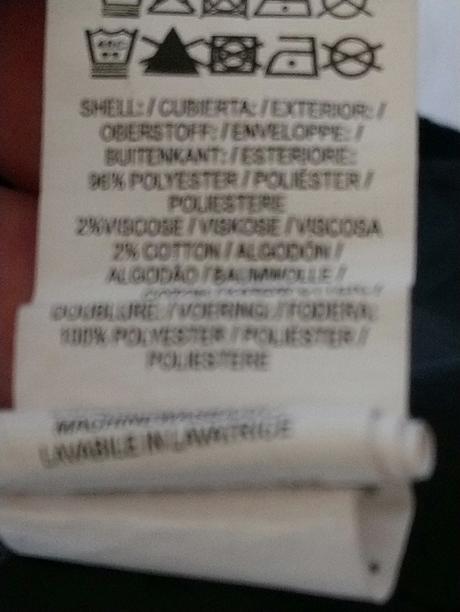 SHELL: / CUBIERTA: / EXTERIOR: /
OBERSTOFF: / ENVELOPPE: /
BUITENKANT: / ESTERIORE:
96% POLYESTER / POLIÉSTER /
POLIESTERE
2% VISCOSE / VISKOSE / VISCOSA
2% COTTON / ALGODÓN /
ALGODÃO / BAUMWOLLE /
DOUBLURE: / VOERING: / FODERA:
100% POLYESTER / POLIÉSTER /
POLIESTERE
LAVABILE IN LAVATRICE